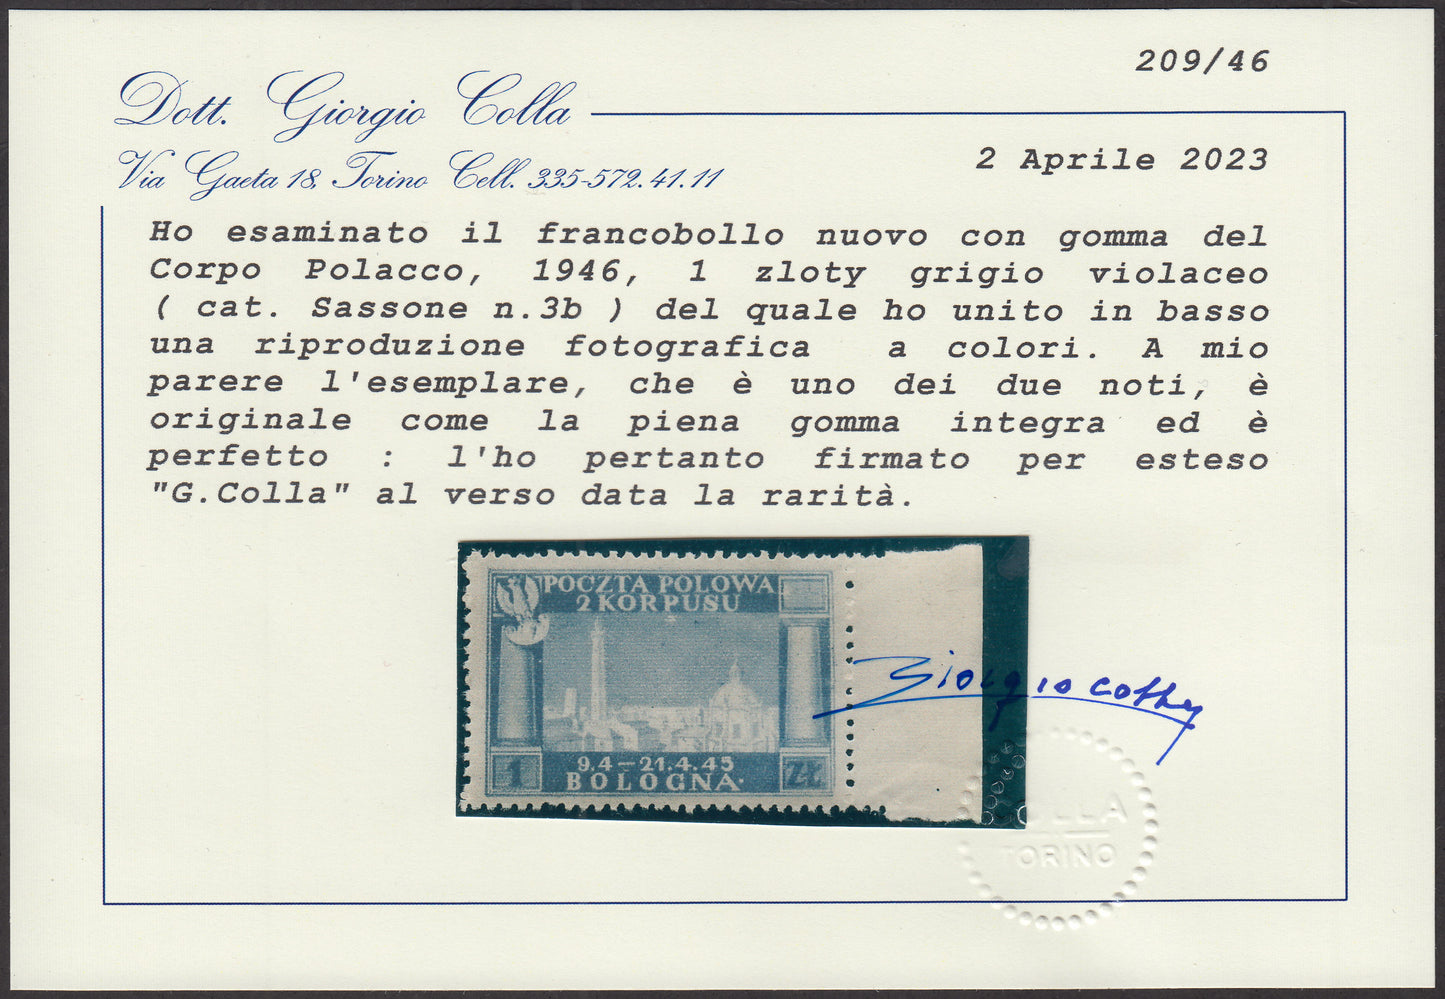 209/46
Dott. Giorgio Colla
Via Gaeta 18, Torino Cell. 335-572.41.11
2 Aprile 2023
Ho esaminato il francobollo nuovo con gomma del
Corpo Polacco, 1946, 1 zloty grigio violaceo
( cat. Sassone n.3b ) del quale ho unito in basso
una riproduzione fotografica a colori. A mio
parere l'esemplare, che è uno dei due noti, è
originale come la piena gomma integra ed è
perfetto : l'ho pertanto firmato per esteso
"G.Colla" al verso data la rarità.
POCZTA POLOWA
2 KORPUSU
9.4–21.4.45
1 BOLOGNA· ZŁ
Giorgio Colla
TORINO